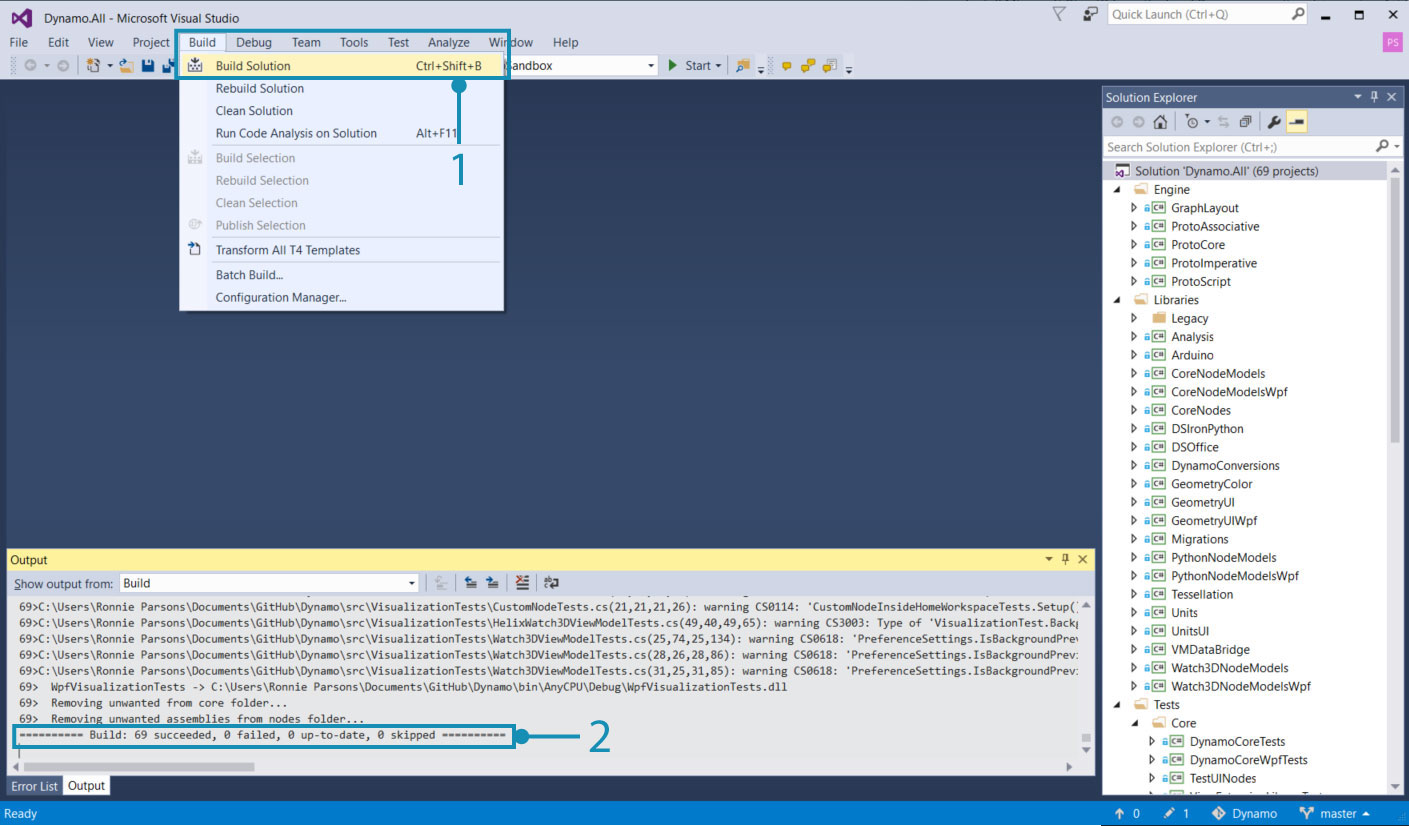 Dynamo.All - Microsoft Visual Studio
Quick Launch (Ctrl+Q)
File Edit View Project Build Debug Team Tools Test Analyze Window Help
PS
Build Solution Ctrl+Shift+B
Sandbox
Start
Rebuild Solution
Clean Solution
Run Code Analysis on Solution Alt+F11
Build Selection
Rebuild Selection
Clean Selection
Publish Selection
Transform All T4 Templates
Batch Build...
Configuration Manager...
1
Solution Explorer
Search Solution Explorer (Ctrl+;)
Solution 'Dynamo.All' (69 projects)
Engine
C# GraphLayout
C# ProtoAssociative
C# ProtoCore
C# ProtoImperative
C# ProtoScript
Libraries
Legacy
C# Analysis
C# Arduino
C# CoreNodeModels
C# CoreNodeModelsWpf
C# CoreNodes
C# DSIronPython
C# DSOffice
C# DynamoConversions
C# GeometryColor
C# GeometryUI
C# GeometryUIWpf
C# Migrations
C# PythonNodeModels
C# PythonNodeModelsWpf
C# Tessellation
C# Units
C# UnitsUI
C# VMDataBridge
C# Watch3DNodeModels
C# Watch3DNodeModelsWpf
Tests
Core
C# DynamoCoreTests
C# DynamoCoreWpfTests
C# TestUINodes
Output
Show output from: Build
69>C:\Users\Ronnie Parsons\Documents\GitHub\Dynamo\src\VisualizationTests\CustomNodeTests.cs(21,21,21,26): warning CS0114: 'CustomNodeInsideHomeWorkspaceTests.Setup()
69>C:\Users\Ronnie Parsons\Documents\GitHub\Dynamo\src\VisualizationTests\HelixWatch3DViewModelTests.cs(49,40,49,65): warning CS3003: Type of 'VisualizationTest.Backg
69>C:\Users\Ronnie Parsons\Documents\GitHub\Dynamo\src\VisualizationTests\Watch3DViewModelTests.cs(25,74,25,134): warning CS0618: 'PreferenceSettings.IsBackgroundPrev
69>C:\Users\Ronnie Parsons\Documents\GitHub\Dynamo\src\VisualizationTests\Watch3DViewModelTests.cs(28,26,28,86): warning CS0618: 'PreferenceSettings.IsBackgroundPrevi
69>C:\Users\Ronnie Parsons\Documents\GitHub\Dynamo\src\VisualizationTests\Watch3DViewModelTests.cs(31,25,31,85): warning CS0618: 'PreferenceSettings.IsBackgroundPrevi
69> WpfVisualizationTests -> C:\Users\Ronnie Parsons\Documents\GitHub\Dynamo\bin\AnyCPU\Debug\WpfVisualizationTests.dll
69> Removing unwanted from core folder...
69> Removing unwanted assemblies from nodes folder...
========== Build: 69 succeeded, 0 failed, 0 up-to-date, 0 skipped ==========
2
Error List Output
Ready
0 1 Dynamo master